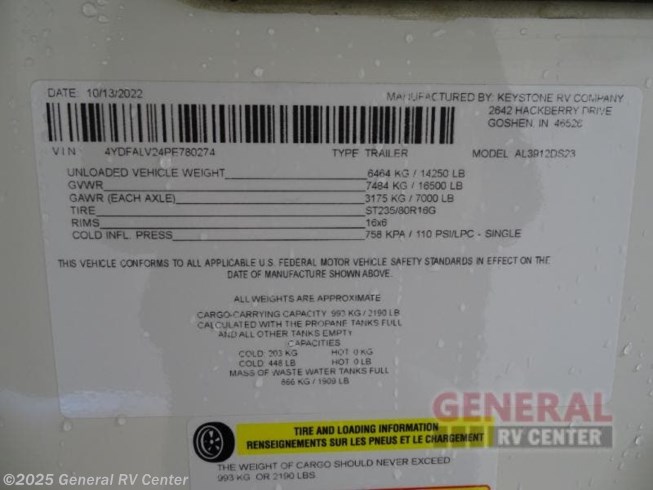 DATE: 10/13/2022
MANUFACTURED BY: KEYSTONE RV COMPANY
2642 HACKBERRY DRIVE
GOSHEN, IN 46526
VIN 4YDFALV24PE780274 TYPE: TRAILER MODEL: AL3912DS23
UNLOADED VEHICLE WEIGHT 6464 KG / 14250 LB
GVWR 7484 KG / 16500 LB
GAWR (EACH AXLE) 3175 KG / 7000 LB
TIRE ST235/80R16G
RIMS 16x6
COLD INFL. PRESS 758 KPA / 110 PSI/LPC - SINGLE
THIS VEHICLE CONFORMS TO ALL APPLICABLE U.S. FEDERAL MOTOR VEHICLE SAFETY STANDARDS IN EFFECT ON THE
DATE OF MANUFACTURE SHOWN ABOVE.
ALL WEIGHTS ARE APPROXIMATE
CARGO-CARRYING CAPACITY: 993 KG / 2190 LB
CALCULATED WITH THE PROPANE TANKS FULL
AND ALL OTHER TANKS EMPTY
CAPACITIES
COLD: 203 KG HOT: 0 KG
COLD: 448 LB HOT: 0 LB
MASS OF WASTE WATER TANKS FULL
866 KG / 1909 LB
GENERAL
RV CENTER
TIRE AND LOADING INFORMATION
RENSEIGNEMENTS SUR LES PNEUS ET LE CHARGEMENT
THE WEIGHT OF CARGO SHOULD NEVER EXCEED
993 KG OR 2190 LBS.
©2025 General RV Center